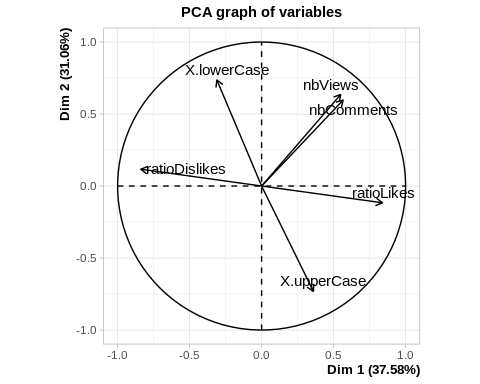 PCA graph of variables
Dim 2 (31.06%)
1.0
0.5
0.0
-0.5
-1.0
X.lowerCase
nbViews
nbComments
ratioDislikes
ratioLikes
X.upperCase
-1.0
-0.5
0.0
0.5
1.0
Dim 1 (37.58%)